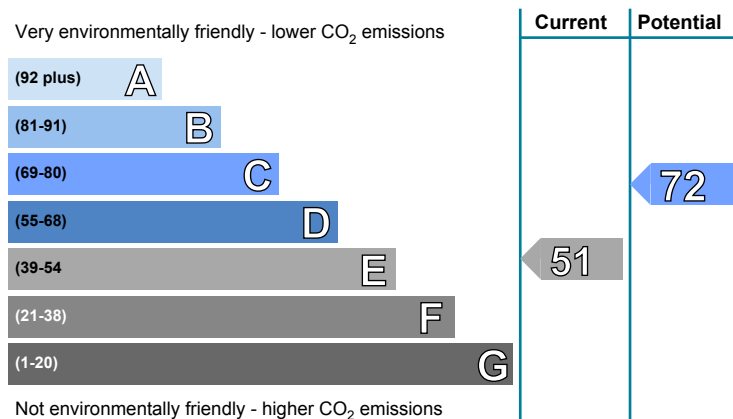 Current Potential
Very environmentally friendly - lower CO₂ emissions
(92 plus) A
(81-91) B
(69-80) C
72
(55-68) D
(39-54 E
51
(21-38) F
(1-20) G
Not environmentally friendly - higher CO₂ emissions